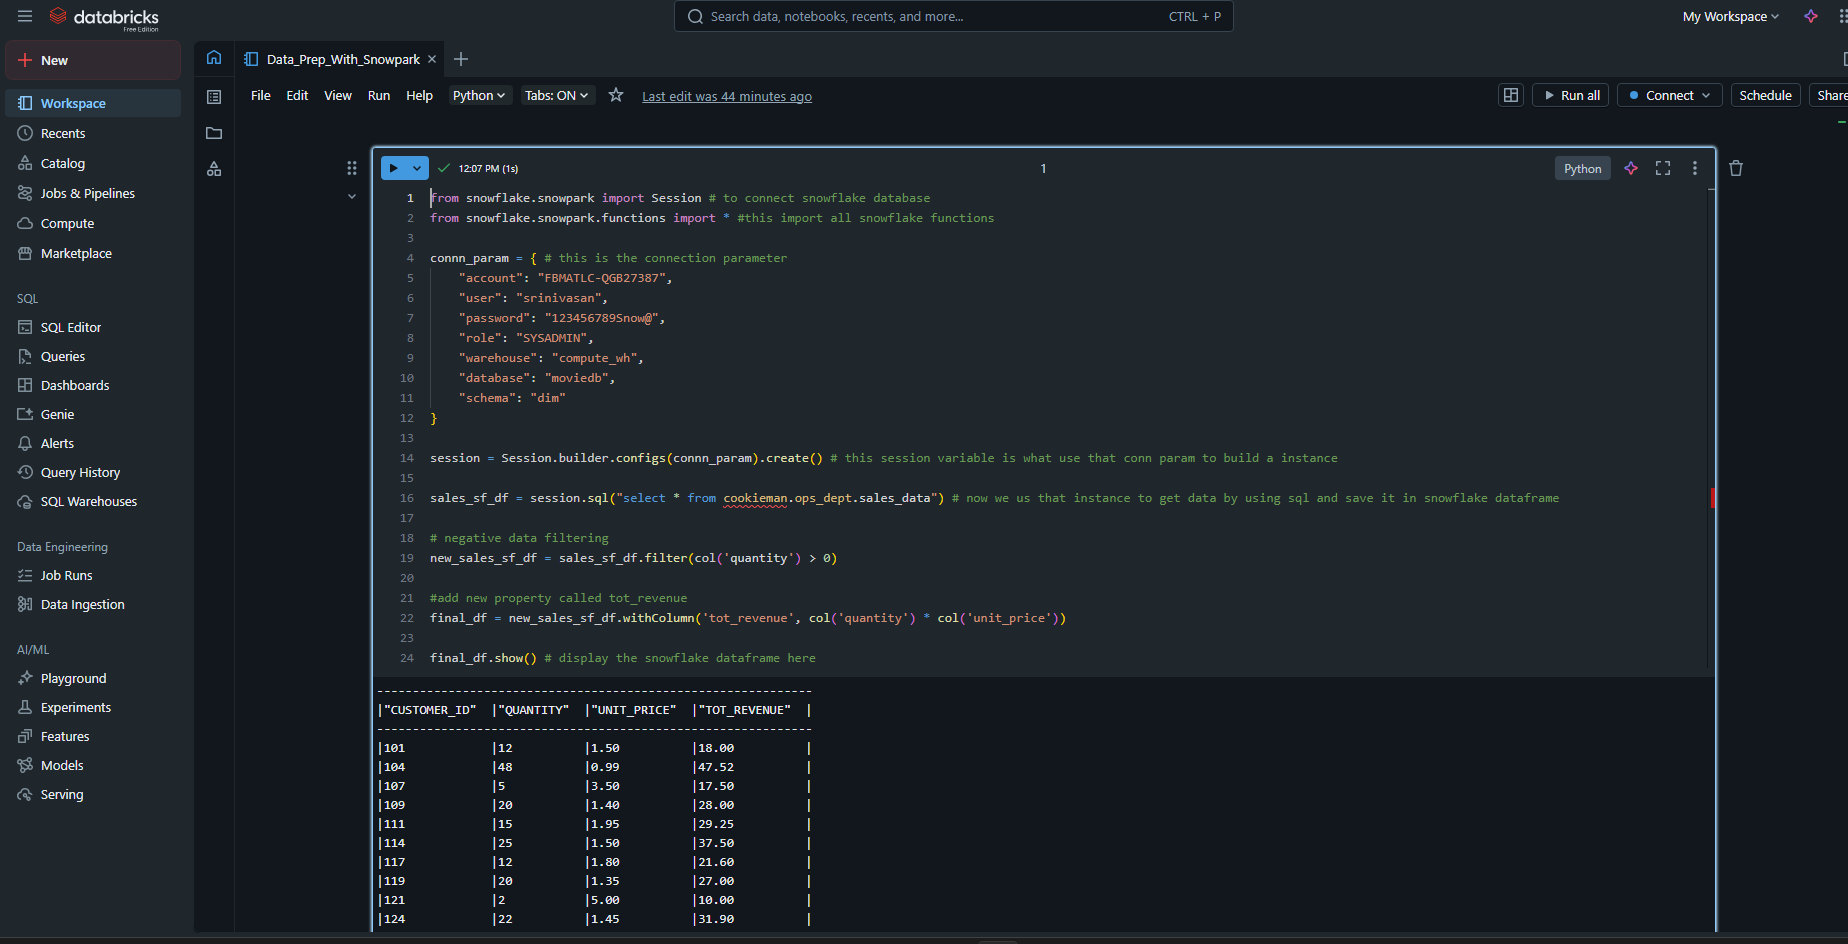 databricks
Free Edition
Search data, notebooks, recents, and more...
CTRL + P
My Workspace
New
Workspace
Recents
Catalog
Jobs & Pipelines
Compute
Marketplace
SQL
SQL Editor
Queries
Dashboards
Genie
Alerts
Query History
SQL Warehouses
Data Engineering
Job Runs
Data Ingestion
AI/ML
Playground
Experiments
Features
Models
Serving
Data_Prep_With_Snowpark
File Edit View Run Help Python Tabs: ON Last edit was 44 minutes ago
Run all Connect Schedule Share
12:07 PM (1s)
1
Python
1 from snowflake.snowpark import Session # to connect snowflake database
2 from snowflake.snowpark.functions import * #this import all snowflake functions
3
4 connn_param = { # this is the connection parameter
5 "account": "FBMATLC-QGB27387",
6 "user": "srinivasan",
7 "password": "123456789Snow@",
8 "role": "SYSADMIN",
9 "warehouse": "compute_wh",
10 "database": "moviedb",
11 "schema": "dim"
12 }
13
14 session = Session.builder.configs(connn_param).create() # this session variable is what use that conn param to build a instance
15
16 sales_sf_df = session.sql("select * from cookieman.ops_dept.sales_data") # now we us that instance to get data by using sql and save it in snowflake dataframe
17
18 # negative data filtering
19 new_sales_sf_df = sales_sf_df.filter(col('quantity') > 0)
20
21 #add new property called tot_revenue
22 final_df = new_sales_sf_df.withColumn('tot_revenue', col('quantity') * col('unit_price'))
23
24 final_df.show() # display the snowflake dataframe here
-------------------------------------------------------------
|"CUSTOMER_ID" |"QUANTITY" |"UNIT_PRICE" |"TOT_REVENUE" |
-------------------------------------------------------------
|101 |12 |1.50 |18.00 |
|104 |48 |0.99 |47.52 |
|107 |5 |3.50 |17.50 |
|109 |20 |1.40 |28.00 |
|111 |15 |1.95 |29.25 |
|114 |25 |1.50 |37.50 |
|117 |12 |1.80 |21.60 |
|119 |20 |1.35 |27.00 |
|121 |2 |5.00 |10.00 |
|124 |22 |1.45 |31.90 |